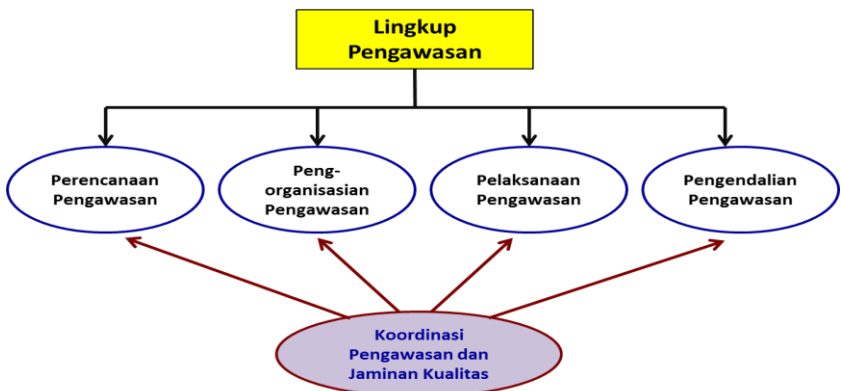 Lingkup
Pengawasan
Perencanaan
Pengawasan
Peng-
organisasian
Pengawasan
Pelaksanaan
Pengawasan
Pengendalian
Pengawasan
Koordinasi
Pengawasan dan
Jaminan Kualitas